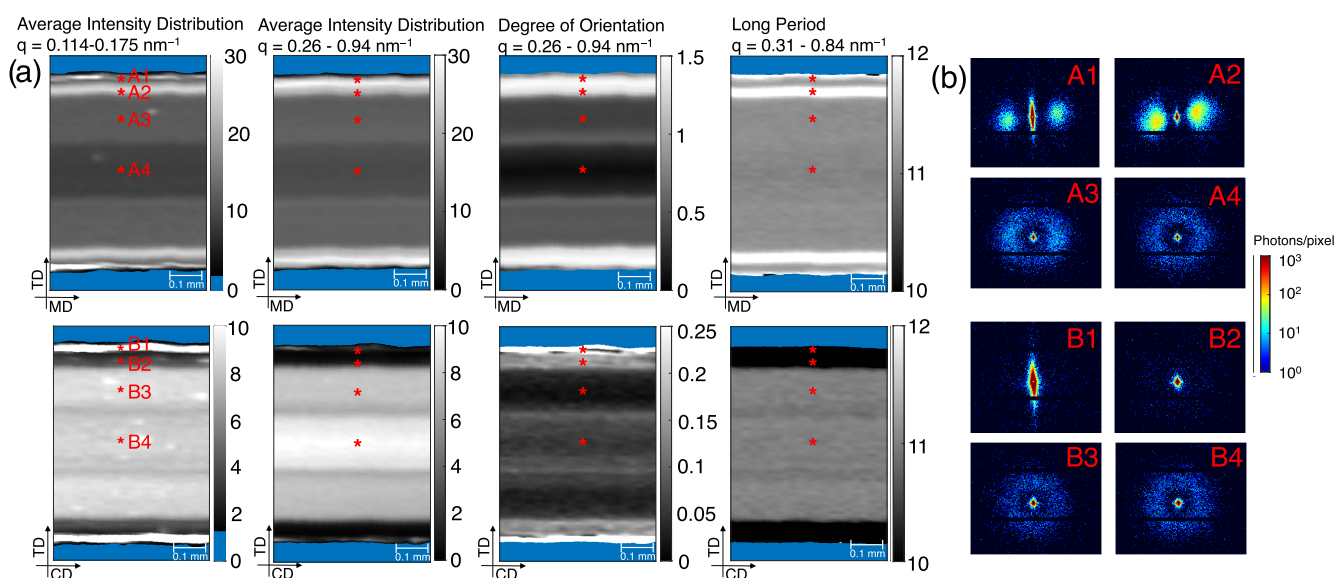 Average Intensity Distribution
q = 0.114-0.175 nm⁻¹
Average Intensity Distribution
q = 0.26 - 0.94 nm⁻¹
Degree of Orientation
q = 0.26 - 0.94 nm⁻¹
Long Period
q = 0.31 - 0.84 nm⁻¹
(a)
* A1
* A2
* A3
* A4
30
20
10
0
TD
MD
0.1 mm
*
*
*
*
30
20
10
0
TD
MD
0.1 mm
*
*
*
*
1.5
1
0.5
0
TD
MD
0.1 mm
*
*
*
*
12
11
10
TD
MD
0.1 mm
* B1
* B2
* B3
* B4
10
8
6
4
2
0
TD
CD
0.1 mm
*
*
*
*
10
8
6
4
2
0
TD
CD
0.1 mm
*
*
*
*
0.25
0.2
0.15
0.1
0.05
0
TD
CD
0.1 mm
*
*
*
*
12
11
10
TD
CD
0.1 mm
(b)
A1
A2
A3
A4
B1
B2
B3
B4
Photons/pixel
10³
10²
10¹
10⁰